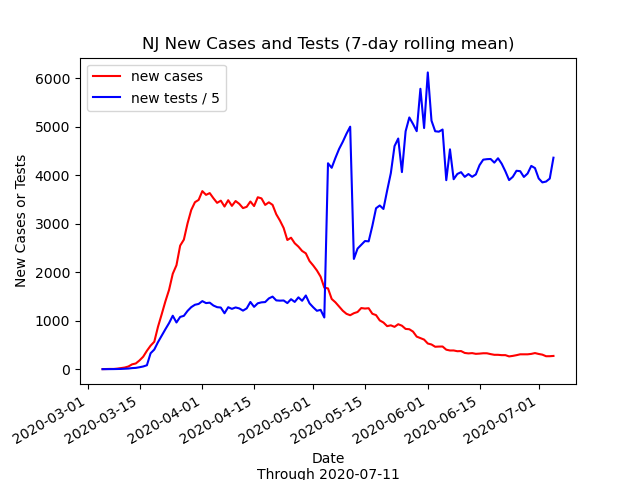 NJ New Cases and Tests (7-day rolling mean)
new cases
new tests / 5
New Cases or Tests
6000
5000
4000
3000
2000
1000
0
2020-03-01
2020-03-15
2020-04-01
2020-04-15
2020-05-01
2020-05-15
2020-06-01
2020-06-15
2020-07-01
Date
Through 2020-07-11